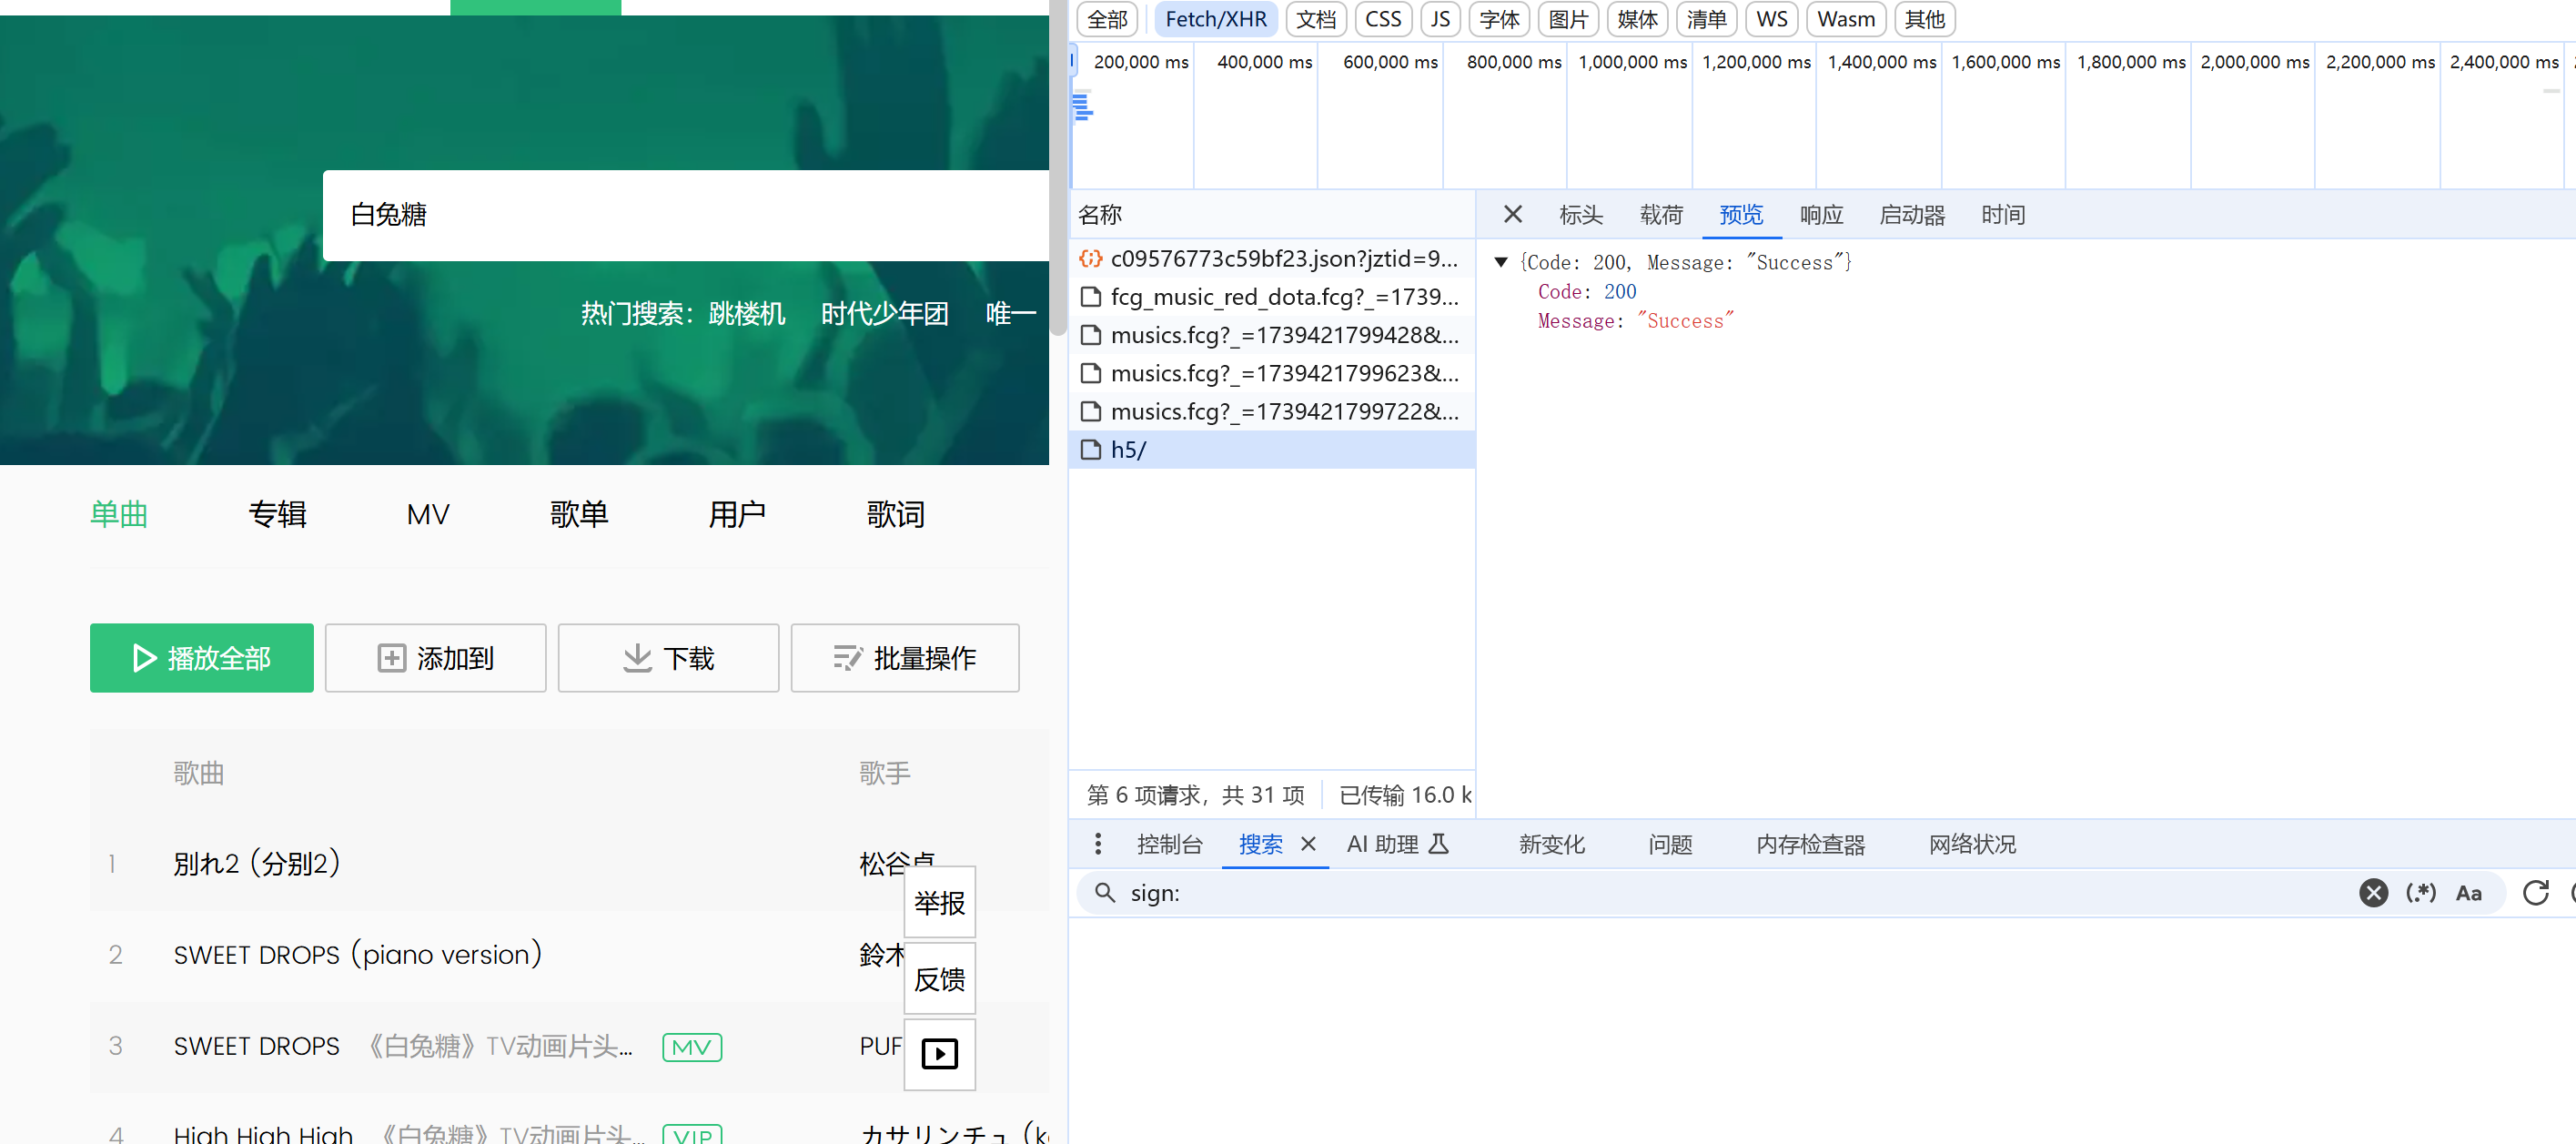 白兔糖
热门搜索: 跳楼机 时代少年团 唯一
单曲 专辑 MV 歌单 用户 歌词
播放全部 添加到 下载 批量操作
歌曲 歌手
1 別れ2 (分别2) 松谷卓
2 SWEET DROPS (piano version) 鈴木
3 SWEET DROPS 《白兔糖》TV动画片头... MV PUF
4 High High High 《白兔糖》TV动画片头... VIP カサリンチュ (k
举报
反馈
全部 Fetch/XHR 文档 CSS JS 字体 图片 媒体 清单 WS Wasm 其他
200,000 ms 400,000 ms 600,000 ms 800,000 ms 1,000,000 ms 1,200,000 ms 1,400,000 ms 1,600,000 ms 1,800,000 ms 2,000,000 ms 2,200,000 ms 2,400,000 ms
名称
c09576773c59bf23.json?jztid=9...
fcg_music_red_dota.fcg?_=1739...
musics.fcg?_=1739421799428&...
musics.fcg?_=1739421799623&...
musics.fcg?_=1739421799722&...
h5/
第 6 项请求，共 31 项 已传输 16.0 k
标头 载荷 预览 响应 启动器 时间
{Code: 200, Message: "Success"}
Code: 200
Message: "Success"
控制台 搜索 AI 助理 新变化 问题 内存检查器 网络状况
sign: (.*) Aa